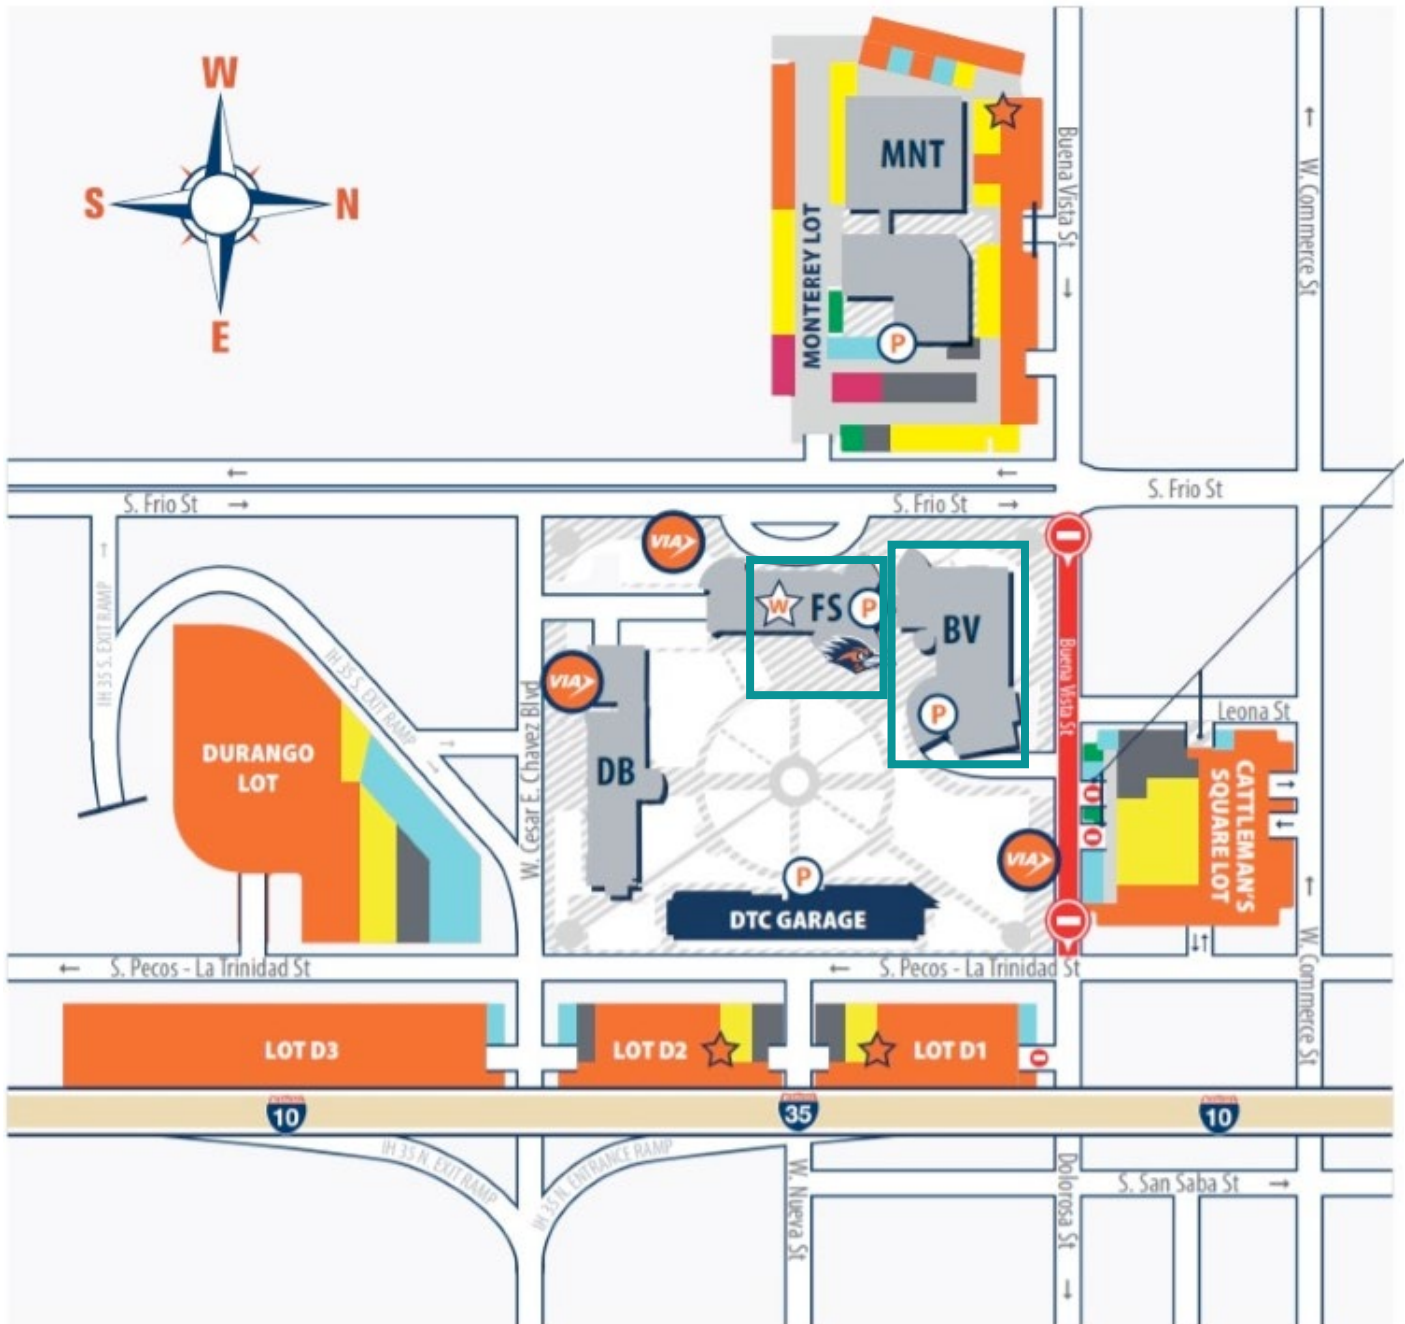 W
S
N
E
MNT
MONTEREY LOT
P
Buena Vista St
W. Commerce St
S. Frio St
S. Frio St
S. Frio St
IH 35 S. EXIT RAMP
IH 35 S. EXIT RAMP
VIA
W
FS
P
BV
P
VIA
DB
W. Cesar E. Chavez Blvd
DURANGO
LOT
Buena Vista St
Leona St
CATTLEMAN'S
SQUARE LOT
VIA
P
DTC GARAGE
W. Commerce St
S. Pecos - La Trinidad St
S. Pecos - La Trinidad St
LOT D3
LOT D2
LOT D1
10
35
10
IH 35 N. EXIT RAMP
IH 35 N. ENTRANCE RAMP
W. Nueva St
Dolorosa St
S. San Saba St